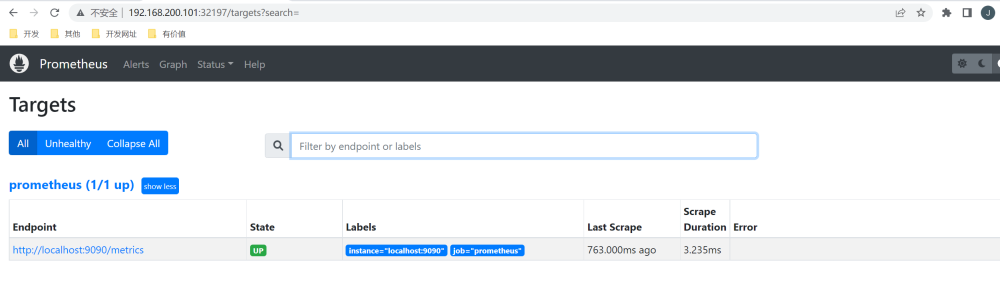 不安全 | 192.168.200.101:32197/targets?search=
J
开发 其他 开发网址 有价值
Prometheus Alerts Graph Status Help
Targets
All Unhealthy Collapse All Filter by endpoint or labels
prometheus (1/1 up) show less
Endpoint State Labels Last Scrape Scrape Duration Error
http://localhost:9090/metrics UP instance="localhost:9090" job="prometheus" 763.000ms ago 3.235ms